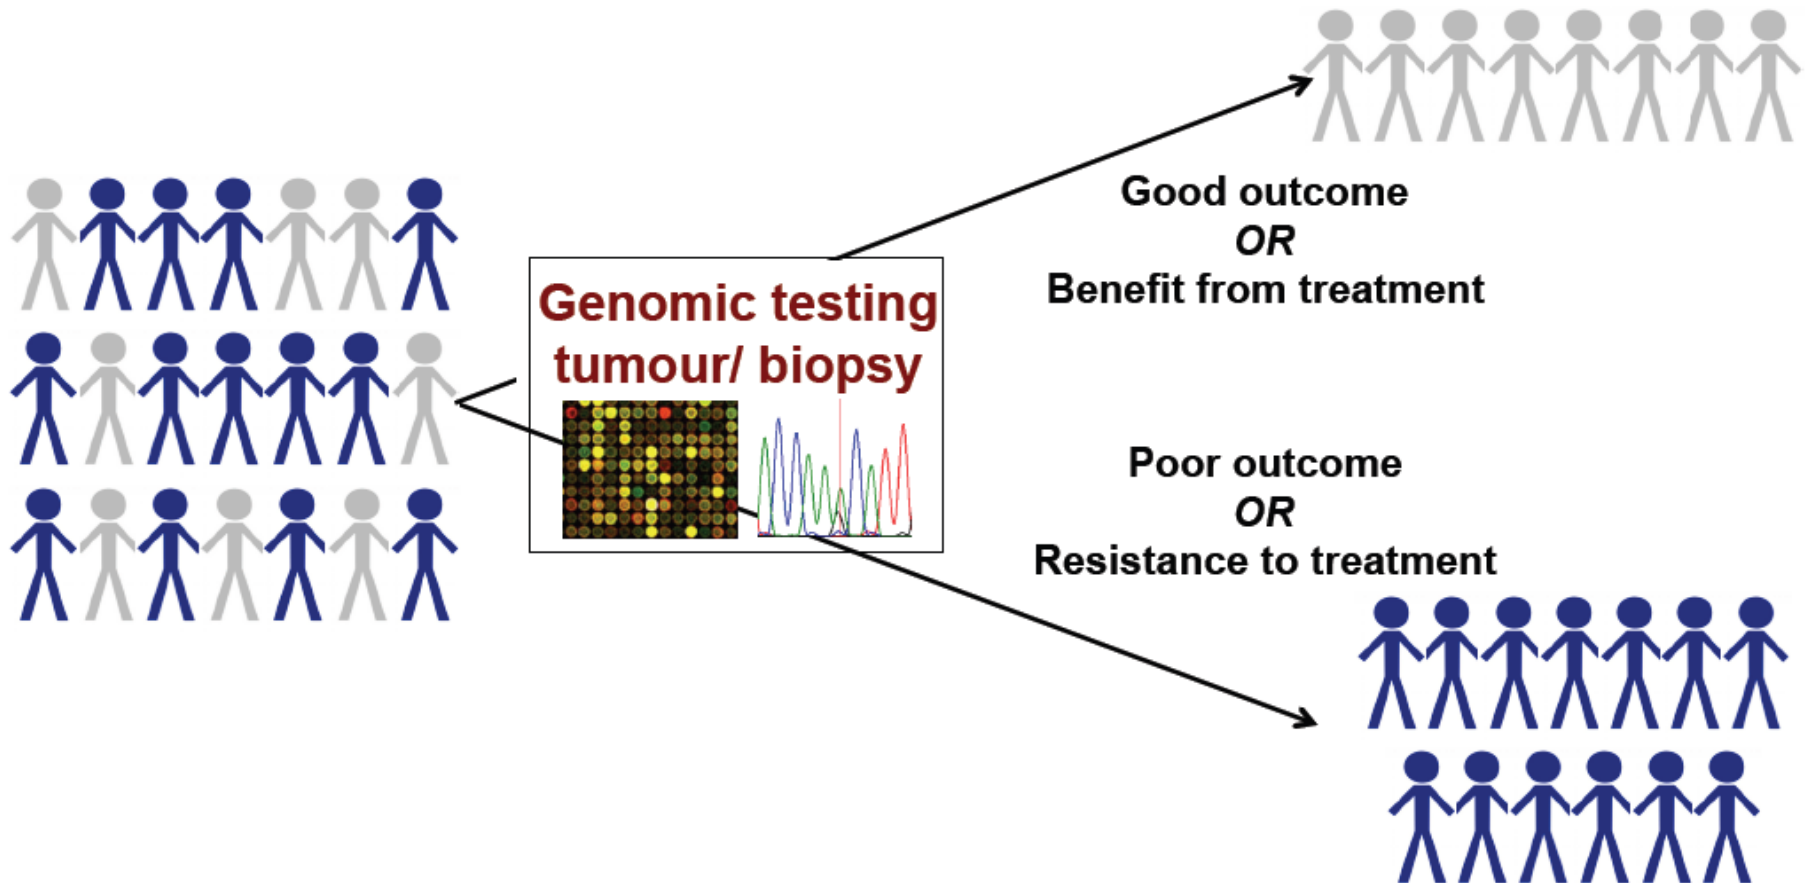 Good outcome
OR
Benefit from treatment
Genomic testing
tumour/ biopsy
Poor outcome
OR
Resistance to treatment